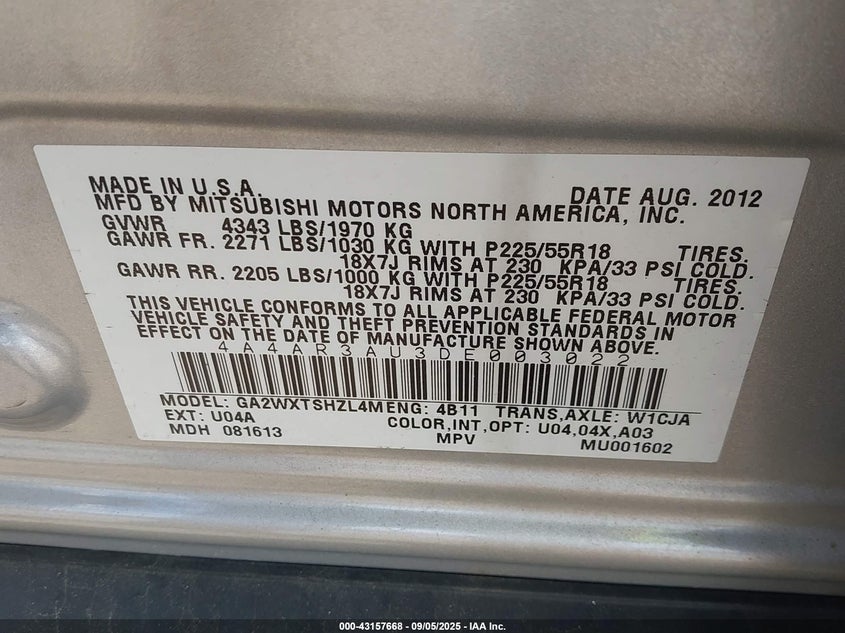 MADE IN U.S.A. DATE AUG. 2012
MFD BY MITSUBISHI MOTORS NORTH AMERICA, INC.
GVWR 4343 LBS/1970 KG
GAWR FR. 2271 LBS/1030 KG WITH P225/55R18 TIRES.
18X7J RIMS AT 230 KPA/33 PSI COLD.
GAWR RR. 2205 LBS/1000 KG WITH P225/55R18 TIRES.
18X7J RIMS AT 230 KPA/33 PSI COLD.
THIS VEHICLE CONFORMS TO ALL APPLICABLE FEDERAL MOTOR
VEHICLE SAFETY AND THEFT PREVENTION STANDARDS IN
EFFECT ON THE DATE OF MANUFACTURE SHOWN ABOVE.
4A4AR3AU3DE003022
MODEL: GA2WXTSHZL4M ENG: 4B11 TRANS,AXLE: W1CJA
EXT: U04A COLOR,INT,OPT: U04,04X,A03
MDH 081613 MPV MU001602
000-43157668 - 09/05/2025 - IAA Inc.